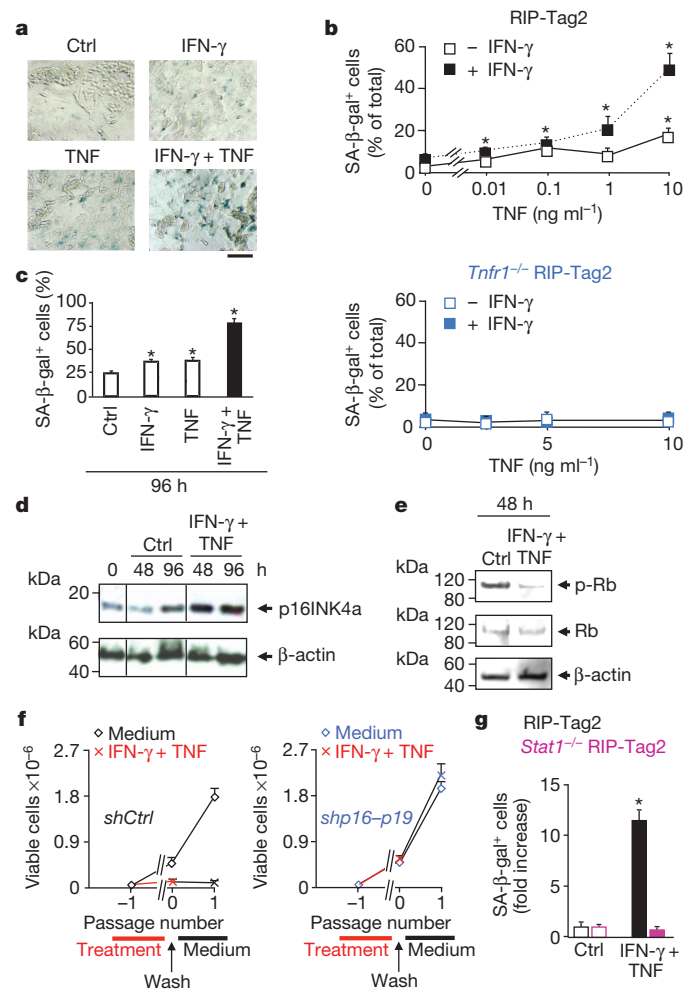 a
Ctrl
IFN-γ
TNF
IFN-γ + TNF
b
RIP-Tag2
SA-β-gal⁺ cells
(% of total)
60
40
20
0
− IFN-γ
+ IFN-γ
*
*
*
*
*
0
0.01
0.1
1
10
TNF (ng ml⁻¹)
Tnfr1⁻/⁻ RIP-Tag2
SA-β-gal⁺ cells
(% of total)
60
40
20
0
− IFN-γ
+ IFN-γ
0
5
10
TNF (ng ml⁻¹)
c
SA-β-gal⁺ cells (%)
100
75
50
25
0
*
*
*
Ctrl
IFN-γ
TNF
IFN-γ +
TNF
96 h
d
Ctrl
IFN-γ +
TNF
kDa
0
48
96
48
96
h
20
p16INK4a
kDa
60
40
β-actin
e
48 h
Ctrl
IFN-γ +
TNF
kDa
120
80
p-Rb
kDa
120
80
Rb
kDa
60
40
β-actin
f
Medium
IFN-γ + TNF
Viable cells ×10⁻⁶
2.7
1.8
0.9
0
shCtrl
−1
0
1
Passage number
Treatment
Medium
Wash
Medium
IFN-γ + TNF
Viable cells ×10⁻⁶
2.7
1.8
0.9
0
shp16–p19
−1
0
1
Passage number
Treatment
Medium
Wash
g
RIP-Tag2
Stat1⁻/⁻ RIP-Tag2
SA-β-gal⁺ cells
(fold increase)
15
10
5
0
*
Ctrl
IFN-γ +
TNF